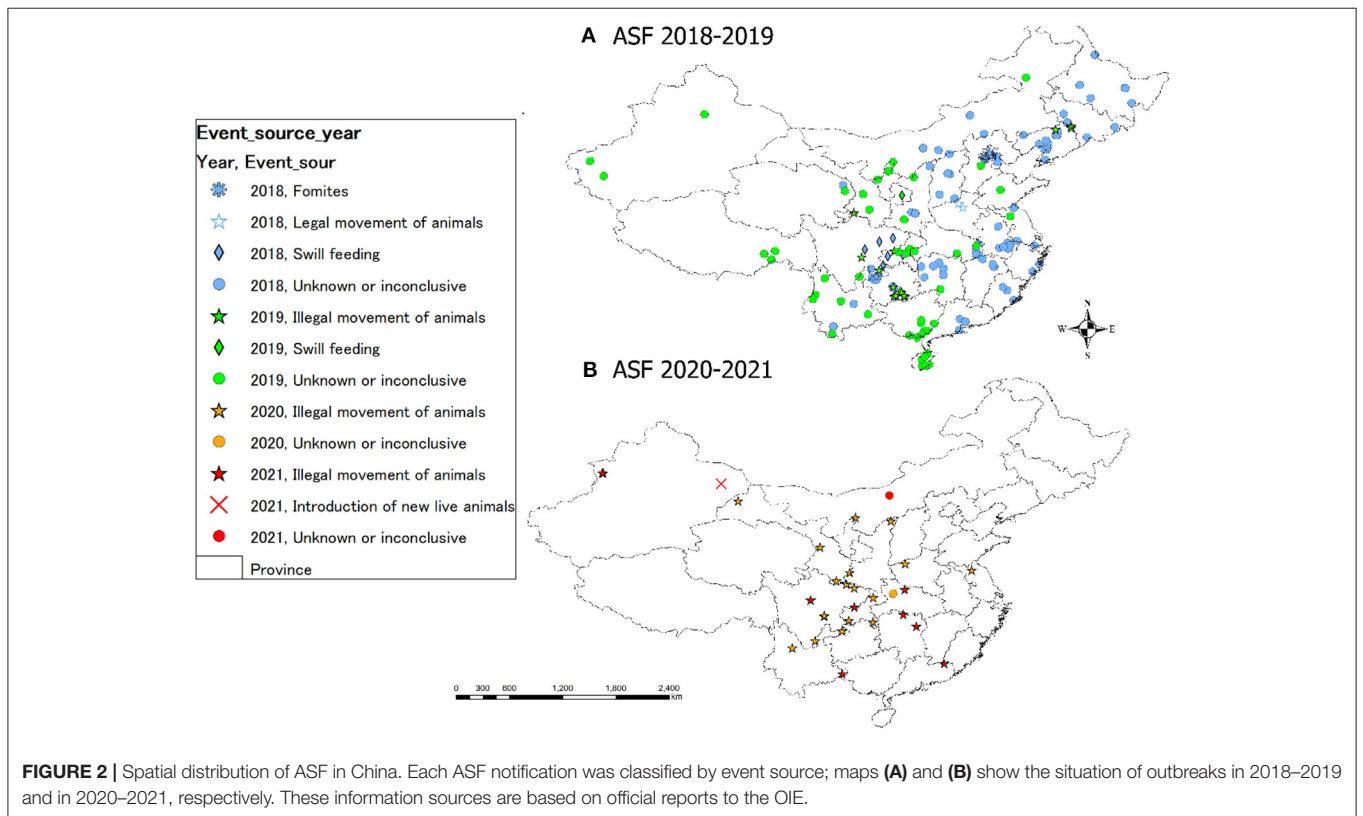 A ASF 2018-2019
Event_source_year
Year, Event_sour
2018, Fomites
2018, Legal movement of animals
2018, Swill feeding
2018, Unknown or inconclusive
2019, Illegal movement of animals
2019, Swill feeding
2019, Unknown or inconclusive
2020, Illegal movement of animals
2020, Unknown or inconclusive
2021, Illegal movement of animals
2021, Introduction of new live animals
2021, Unknown or inconclusive
Province
N
W E
S
B ASF 2020-2021
0 300 600 1,200 1,800 2,400
km
FIGURE 2 | Spatial distribution of ASF in China. Each ASF notification was classified by event source; maps (A) and (B) show the situation of outbreaks in 2018–2019
and in 2020–2021, respectively. These information sources are based on official reports to the OIE.